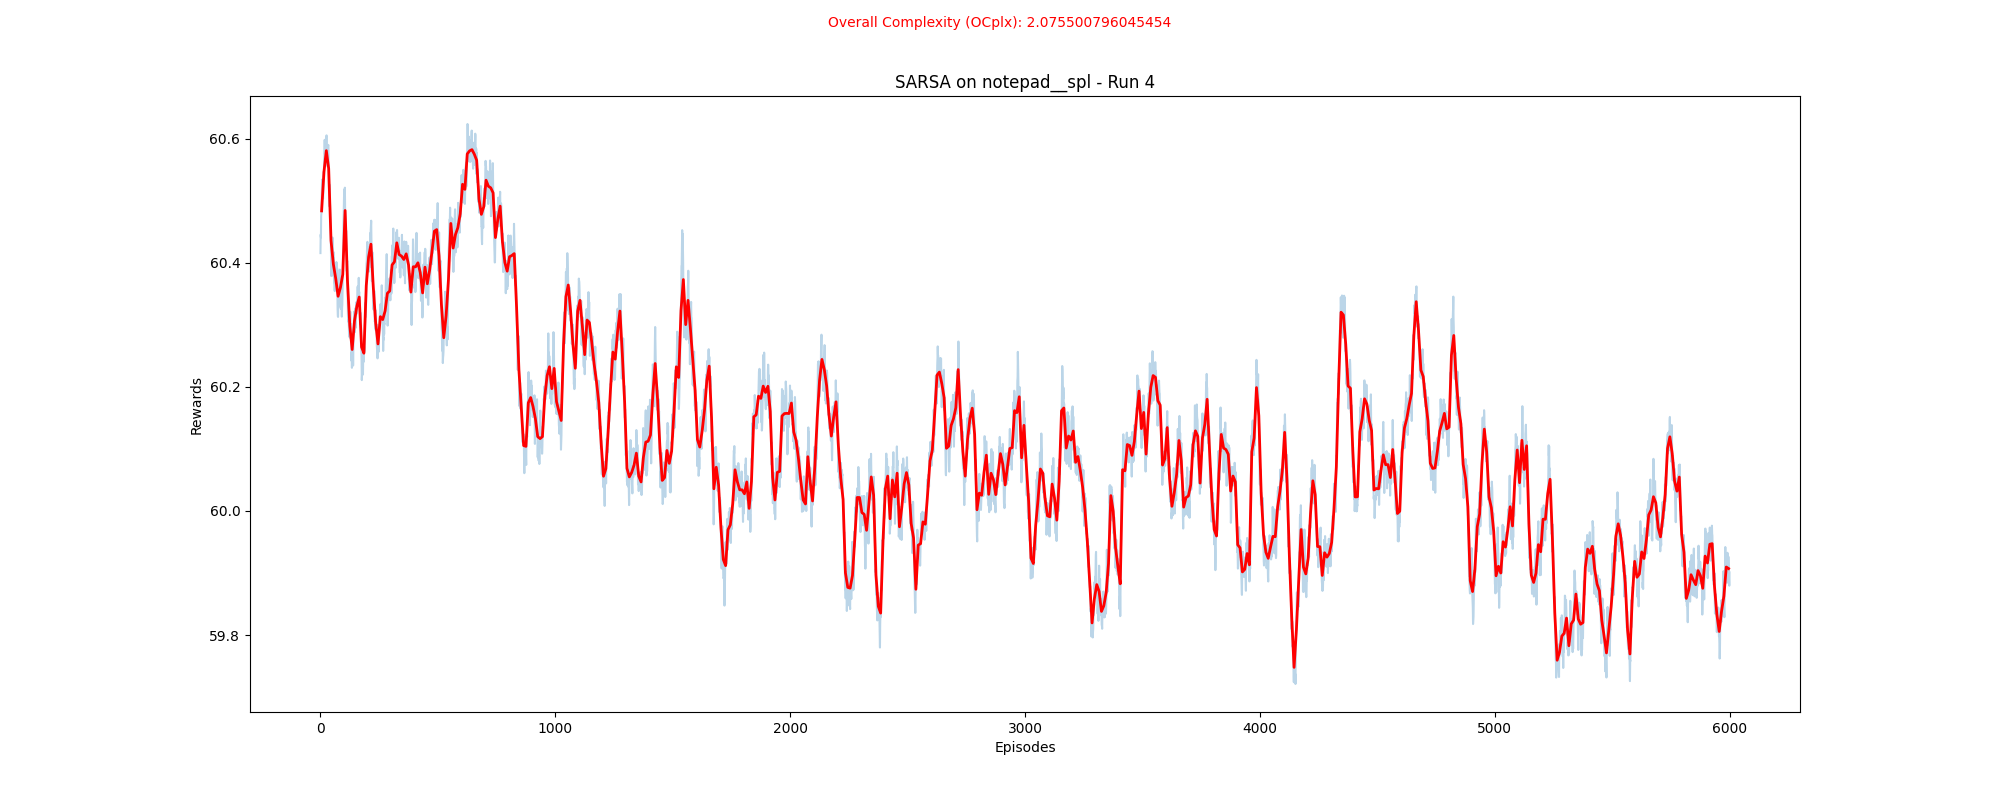 Overall Complexity (OCplx): 2.075500796045454
SARSA on notepad__spl - Run 4
60.6
60.4
60.2
60.0
59.8
Rewards
0 1000 2000 3000 4000 5000 6000
Episodes